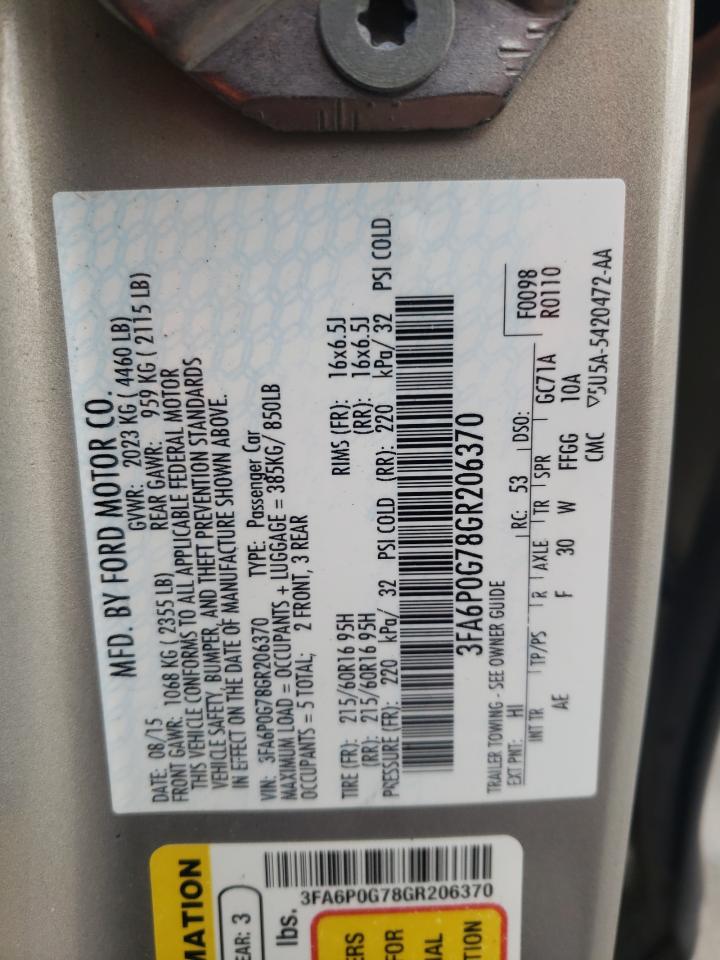 MFD. BY FORD MOTOR CO.
DATE: 08/15 GVWR: 2023 KG ( 4460 LB)
FRONT GAWR: 1068 KG ( 2355 LB) REAR GAWR: 959 KG ( 2115 LB)
THIS VEHICLE CONFORMS TO ALL APPLICABLE FEDERAL MOTOR
VEHICLE SAFETY, BUMPER, AND THEFT PREVENTION STANDARDS
IN EFFECT ON THE DATE OF MANUFACTURE SHOWN ABOVE.
VIN: 3FA6P0G78GR206370 TYPE: Passenger Car
MAXIMUM LOAD = OCCUPANTS + LUGGAGE = 385KG/ 850LB
OCCUPANTS = 5 TOTAL; 2 FRONT, 3 REAR
TIRE (FR): 215/60R16 95H RIMS (FR): 16x6.5J
(RR): 215/60R16 95H (RR): 16x6.5J
PRESSURE (FR): 220 kPa/ 32 PSI COLD (RR): 220 kPa/ 32 PSI COLD
3FA6P0G78GR206370
TRAILER TOWING - SEE OWNER GUIDE F0098
EXT PNT: HI RC: 53 DSO: R0110
INT TR TP/PS R AXLE TR SPR GC71A
AE F 30 W FFGG 10A
CMC ▽5U5A-5420472-AA
3FA6P0G78GR206370
MATION
EAR: 3
lbs.
ERS
FOR
NAL
TION